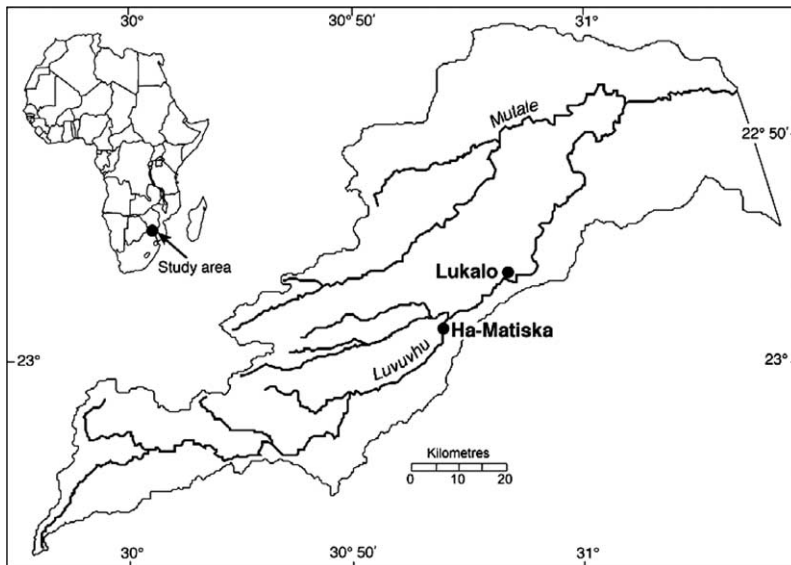 30°
30° 50'
31°
Mulale
22° 50'
Study area
Lukalo
Ha-Matiska
Luvuvhu
23°
23°
Kilometres
0 10 20
30°
30° 50'
31°